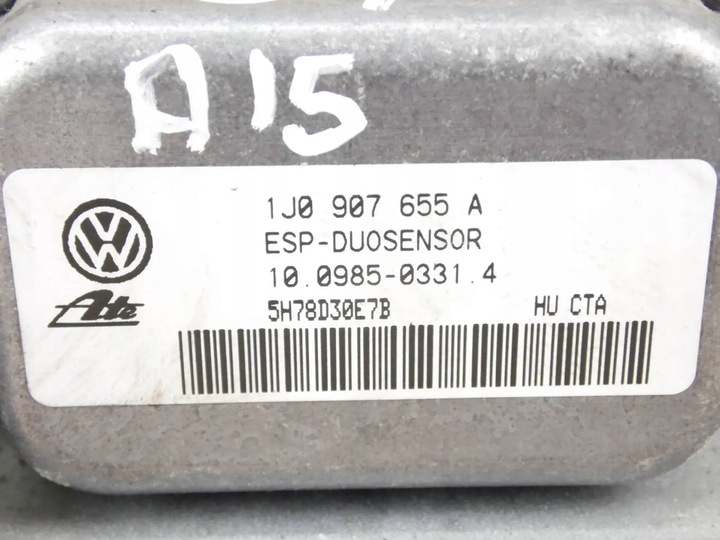 A15
1J0 907 655 A
ESP-DUOSENSOR
10.0985-0331.4
Ate
5H78D30E7B HU CTA